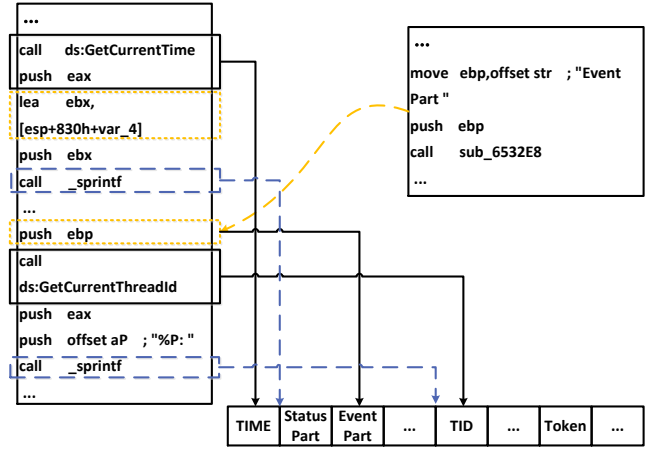 ...
call ds:GetCurrentTime
push eax
lea ebx,
[esp+830h+var_4]
push ebx
call _sprintf
...
push ebp
call
ds:GetCurrentThreadId
push eax
push offset aP ; "%P: "
call _sprintf
...
...
move ebp,offset str ; "Event
Part "
push ebp
call sub_6532E8
...
TIME Status Part Event Part ... TID ... Token ...